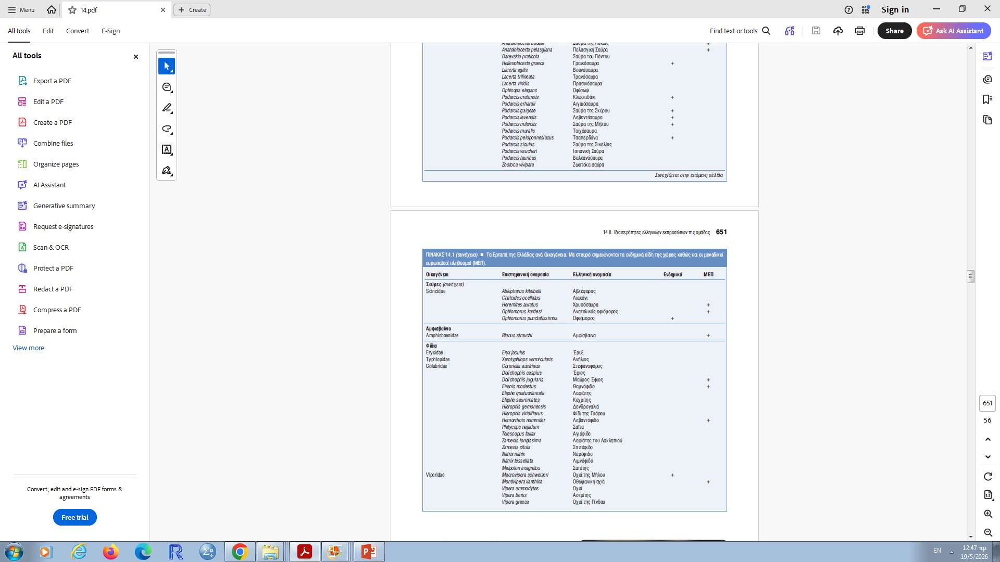 Menu
14.pdf
Create
Sign in
All tools
Edit
Convert
E-Sign
Find text or tools
Share
Ask AI Assistant
All tools
Export a PDF
Edit a PDF
Create a PDF
Combine files
Organize pages
AI Assistant
Generative summary
Request e-signatures
Scan & OCR
Protect a PDF
Redact a PDF
Compress a PDF
Prepare a form
View more
Convert, edit and e-sign PDF forms &
agreements
Free trial
Anatololacerta pelasgiana Πελασγική Σαύρα +
Darevskia praticola Σαύρα του Πόντου
Hellenolacerta graeca Γραικόσαυρα +
Lacerta agilis Βουνόσαυρα
Lacerta trilineata Τρανόσαυρα
Lacerta viridis Πρασινόσαυρα
Ophisops elegans Οφίσωψ
Podarcis cretensis Κλωστιδάκι +
Podarcis erhardii Αιγαιόσαυρα
Podarcis gaigeae Σαύρα της Σκύρου +
Podarcis levendis Λεβεντόσαυρα +
Podarcis milensis Σαύρα της Μήλου +
Podarcis muralis Τοιχόσαυρα
Podarcis peloponnesiacus Τσαπερδόνα +
Podarcis siculus Σαύρα της Σικελίας
Podarcis vaucheri Ισπανική Σαύρα
Podarcis tauricus Βαλκανόσαυρα
Zootoca vivipara Ζωοτόκα σαύρα
Συνεχίζεται στην επόμενη σελίδα
14.8. Ιδιαιτερότητες ελληνικών εκπροσώπων της ομάδας 651
ΠΙΝΑΚΑΣ 14.1 (συνέχεια) ■ Τα Ερπετά της Ελλάδας ανά Οικογένεια. Με σταυρό σημειώνονται τα ενδημικά είδη της χώρας καθώς και οι μοναδικοί
ευρωπαϊκοί πληθυσμοί (ΜΕΠ).
Οικογένεια Επιστημονική ονομασία Ελληνική ονομασία Ενδημικό ΜΕΠ
Σαύρες (συνέχεια)
Scincidae Ablepharus kitaibelii Αβλέφαρος
Chalcides ocellatus Λιακόνι
Heremites auratus Χρυσόσαυρα +
Ophiomorus kardesi Ανατολικός οφιόμορος +
Ophiomorus punctatissimus Οφιόμορος +
Αμφισβαίνια
Amphisbaenidae Blanus strauchi Αμφίσβαινα +
Φίδια
Erycidae Eryx jaculus Έρυξ
Typhlopidae Xerotyphlops vermicularis Ανήλιος
Colubridae Coronella austriaca Στεφανοφόρος
Dolichophis caspius Έφιος
Dolichophis jugularis Μαύρος Έφιος +
Eirenis modestus Θαμνόφιδο +
Elaphe quatuorlineata Λαφιάτης
Elaphe sauromates Κεχρίτης
Hierophis gemonensis Δενδρογαλιά
Hierophis viridiflavus Φίδι της Γυάρου
Hemorrhois nummifer Λεβαντόφιδο +
Platyceps najadum Σαΐτα
Telescopus fallax Αγιόφιδο
Zamenis longissima Λαφιάτης του Ασκληπιού
Zamenis situla Σπιτόφιδο
Natrix natrix Νερόφιδο
Natrix tessellata Λιμνόφιδο
Malpolon insignitus Σαπίτης
Viperidae Macrovipera schweizeri Οχιά της Μήλου +
Montivipera xanthina Οθωμανική οχιά +
Vipera ammodytes Οχιά
Vipera berus Αστρίτης
Vipera graeca Οχιά της Πίνδου
651
56
EN
12:47 πμ
19/5/2026